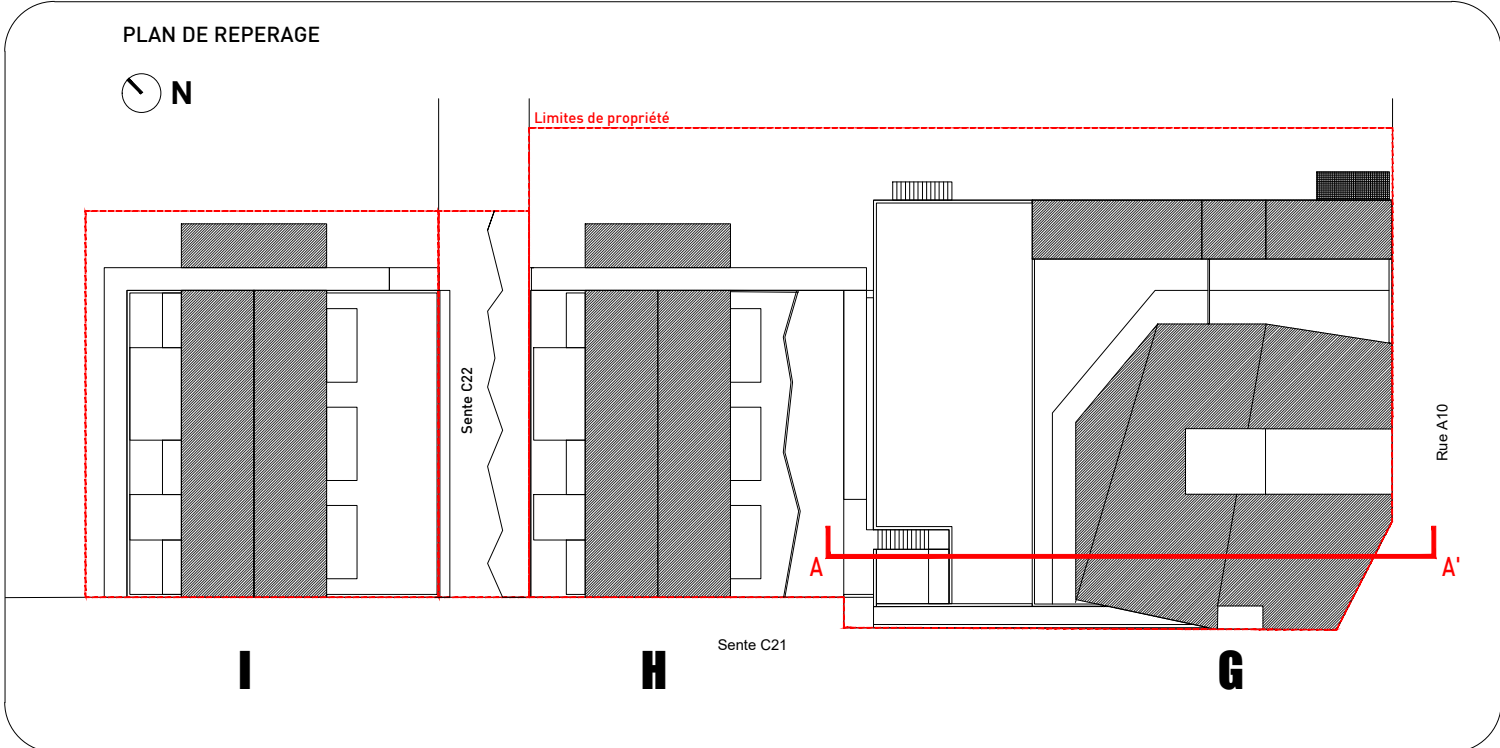 PLAN DE REPERAGE
N
Limites de propriété
Sente C22
Rue A10
A
A'
Sente C21
I
H
G